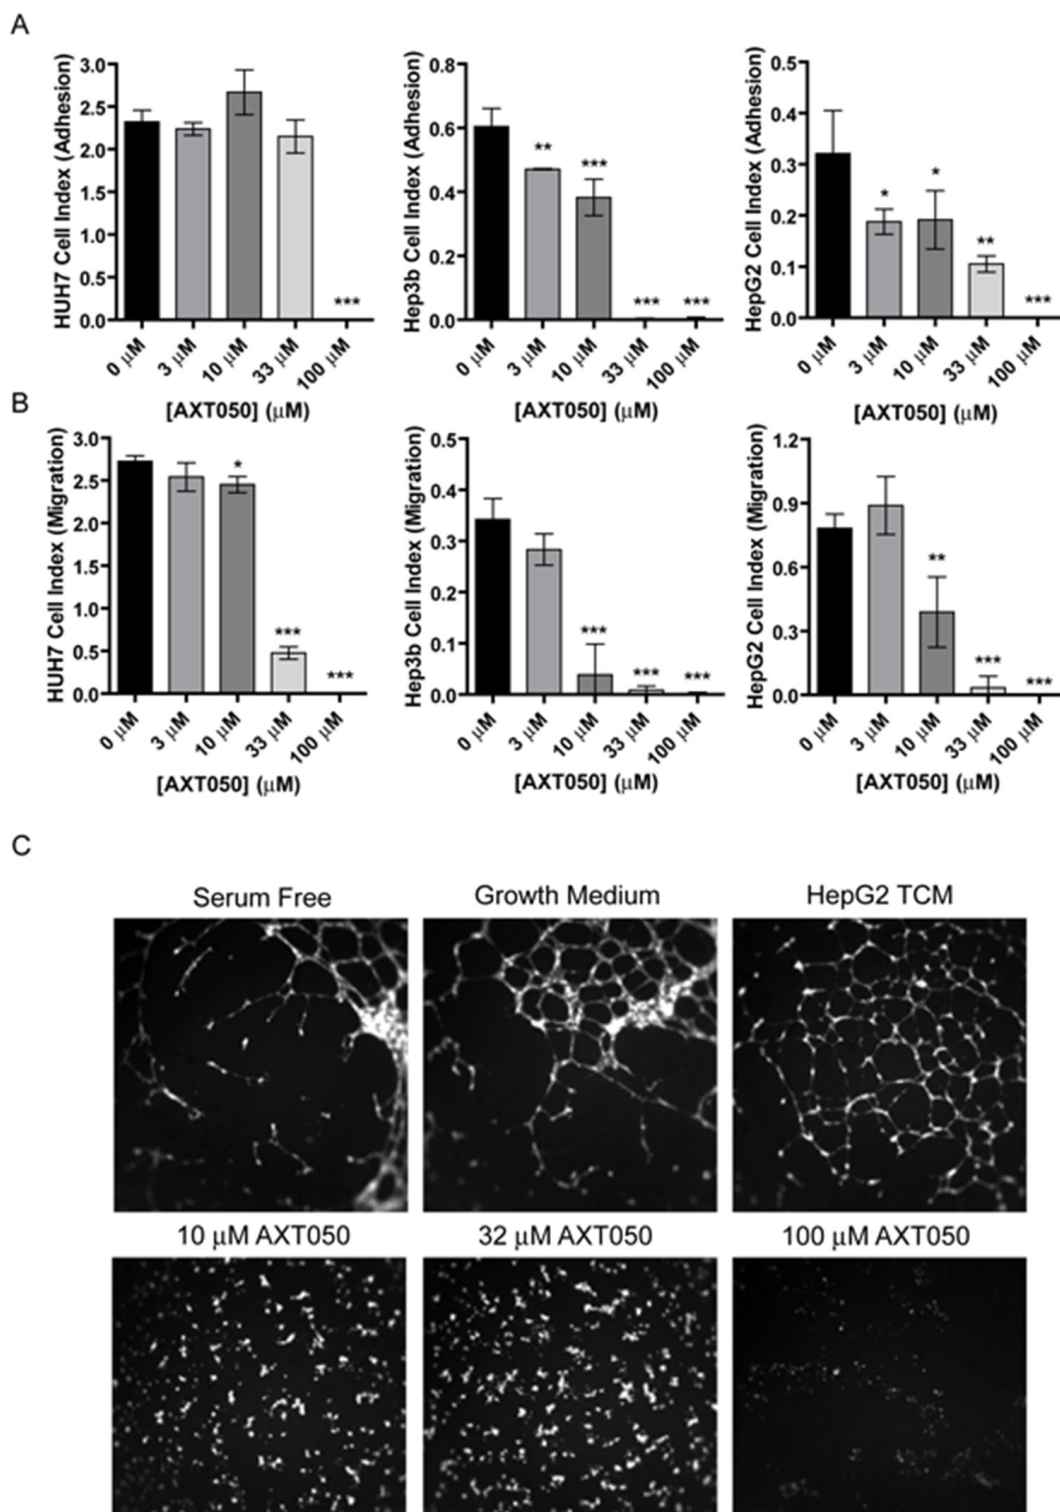 A
HUH7 Cell Index (Adhesion)
3.0
2.5
2.0
1.5
1.0
0.5
0.0
***
0 μM
3 μM
10 μM
33 μM
100 μM
[AXT050] (μM)
Hep3b Cell Index (Adhesion)
0.8
0.6
0.4
0.2
0.0
**
***
***
***
0 μM
3 μM
10 μM
33 μM
100 μM
[AXT050] (μM)
HepG2 Cell Index (Adhesion)
0.5
0.4
0.3
0.2
0.1
0.0
*
*
**
***
0 μM
3 μM
10 μM
33 μM
100 μM
[AXT050] (μM)
B
HUH7 Cell Index (Migration)
3.0
2.5
2.0
1.5
1.0
0.5
0.0
*
***
***
0 μM
3 μM
10 μM
33 μM
100 μM
[AXT050] (μM)
Hep3b Cell Index (Migration)
0.5
0.4
0.3
0.2
0.1
0.0
***
***
***
0 μM
3 μM
10 μM
33 μM
100 μM
[AXT050] (μM)
HepG2 Cell Index (Migration)
1.2
0.9
0.6
0.3
0.0
**
***
***
0 μM
3 μM
10 μM
33 μM
100 μM
[AXT050] (μM)
C
Serum Free
Growth Medium
HepG2 TCM
10 μM AXT050
32 μM AXT050
100 μM AXT050